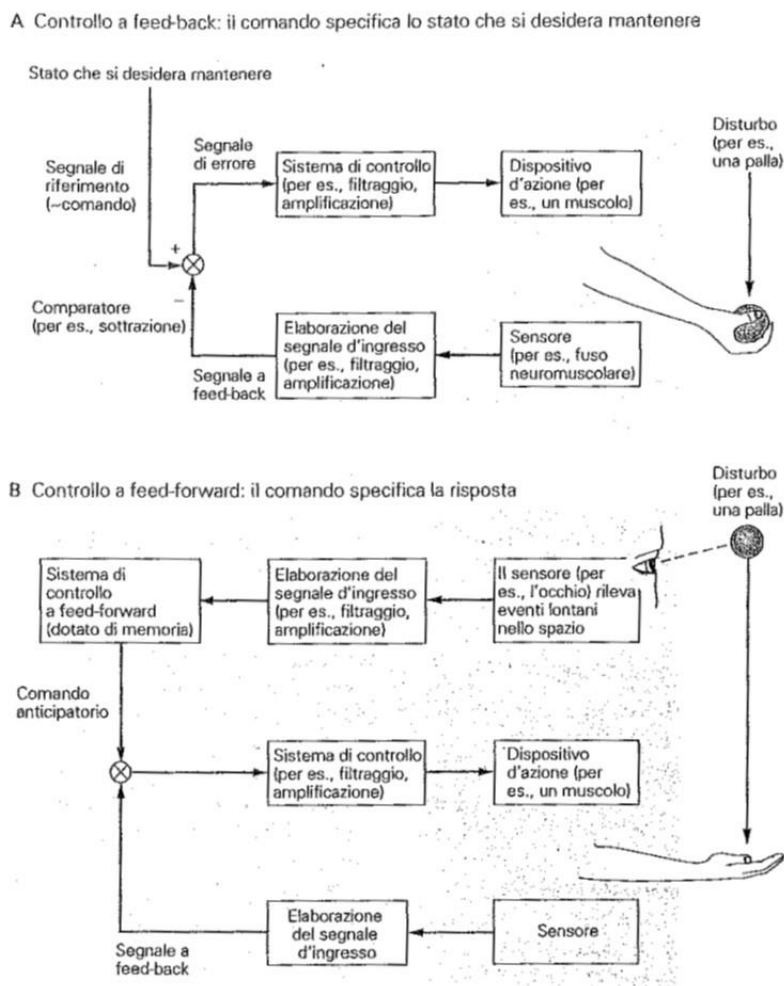 A Controllo a feed-back: il comando specifica lo stato che si desidera mantenere
Stato che si desidera mantenere
Segnale di
riferimento
(~comando)
Segnale
di errore
Sistema di controllo
(per es., filtraggio,
amplificazione)
Dispositivo
d'azione (per
es., un muscolo)
Disturbo
(per es.,
una palla)
+
−
Comparatore
(per es., sottrazione)
Segnale a
feed-back
Elaborazione del
segnale d'ingresso
(per es., filtraggio,
amplificazione)
Sensore
(per es., fuso
neuromuscolare)
B Controllo a feed-forward: il comando specifica la risposta
Disturbo
(per es.,
una palla)
Sistema di
controllo
a feed-forward
(dotato di memoria)
Elaborazione del
segnale d'ingresso
(per es., filtraggio,
amplificazione)
Il sensore (per
es., l'occhio) rileva
eventi lontani
nello spazio
Comando
anticipatorio
Sistema di controllo
(per es., filtraggio,
amplificazione)
Dispositivo
d'azione (per
es., un muscolo)
Segnale a
feed-back
Elaborazione
del segnale
d'ingresso
Sensore